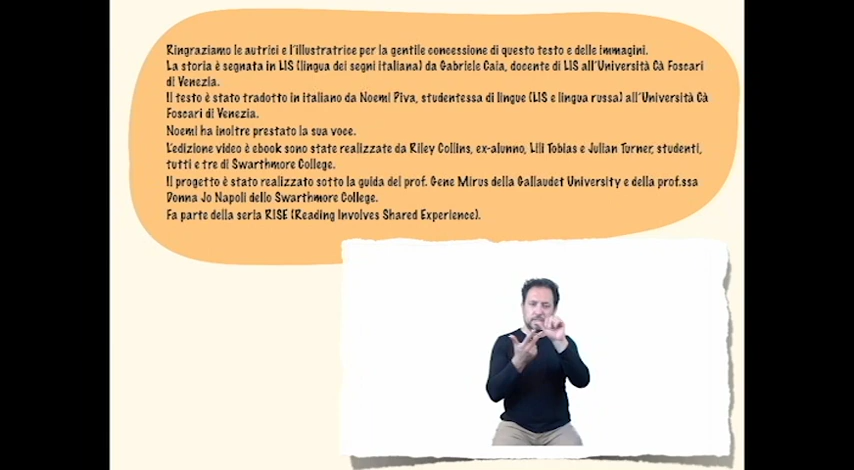 Ringraziamo le autrici e l'illustratrice per la gentile concessione di questo testo e delle immagini.
La storia è segnata in LIS (lingua dei segni italiana) da Gabriele Caia, docente di LIS all'Università Cà Foscari
di Venezia.
Il testo è stato tradotto in italiano da Noemi Piva, studentessa di lingue (LIS e lingua russa) all'Università Cà
Foscari di Venezia.
Noemi ha inoltre prestato la sua voce.
L'edizione video è ebook sono state realizzate da Riley Collins, ex-alunno, Lili Tobias e Julian Turner, studenti,
tutti e tre di Swarthmore College.
Il progetto è stato realizzato sotto la guida del prof. Gene Mirus della Gallaudet University e della prof.ssa
Donna Jo Napoli dello Swarthmore College.
Fa parte della seria RISE (Reading Involves Shared Experience).